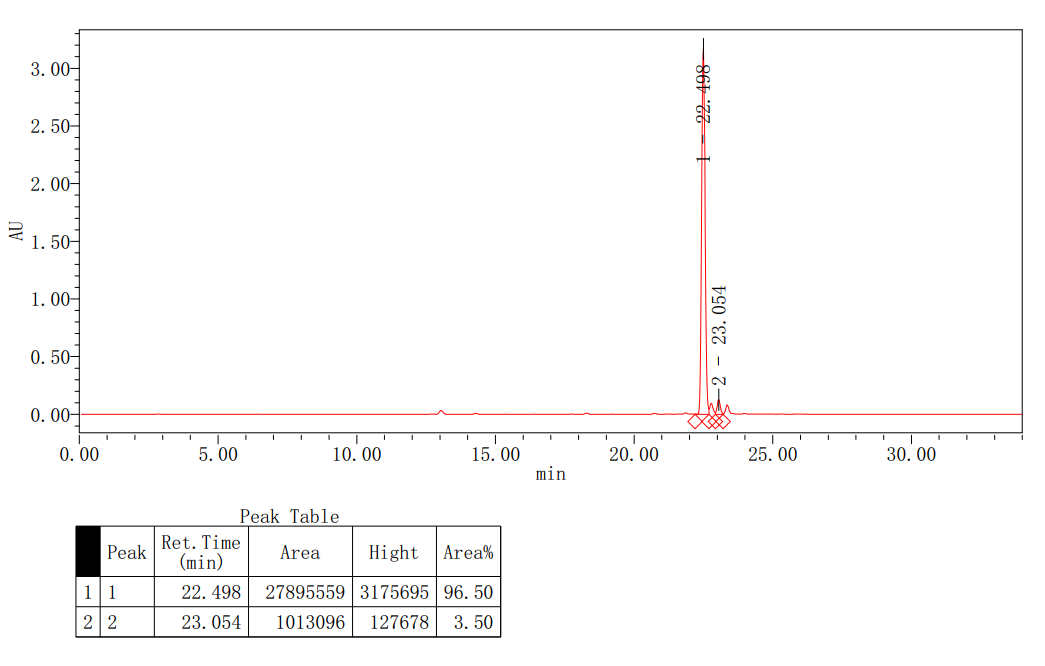 3.00
2.50
2.00
1.50
1.00
0.50
0.00
AU
1 - 22.498
2 - 23.054
0.00 5.00 10.00 15.00 20.00 25.00 30.00
min
Peak Table
Peak Ret.Time (min) Area Hight Area%
1 1 22.498 27895559 3175695 96.50
2 2 23.054 1013096 127678 3.50